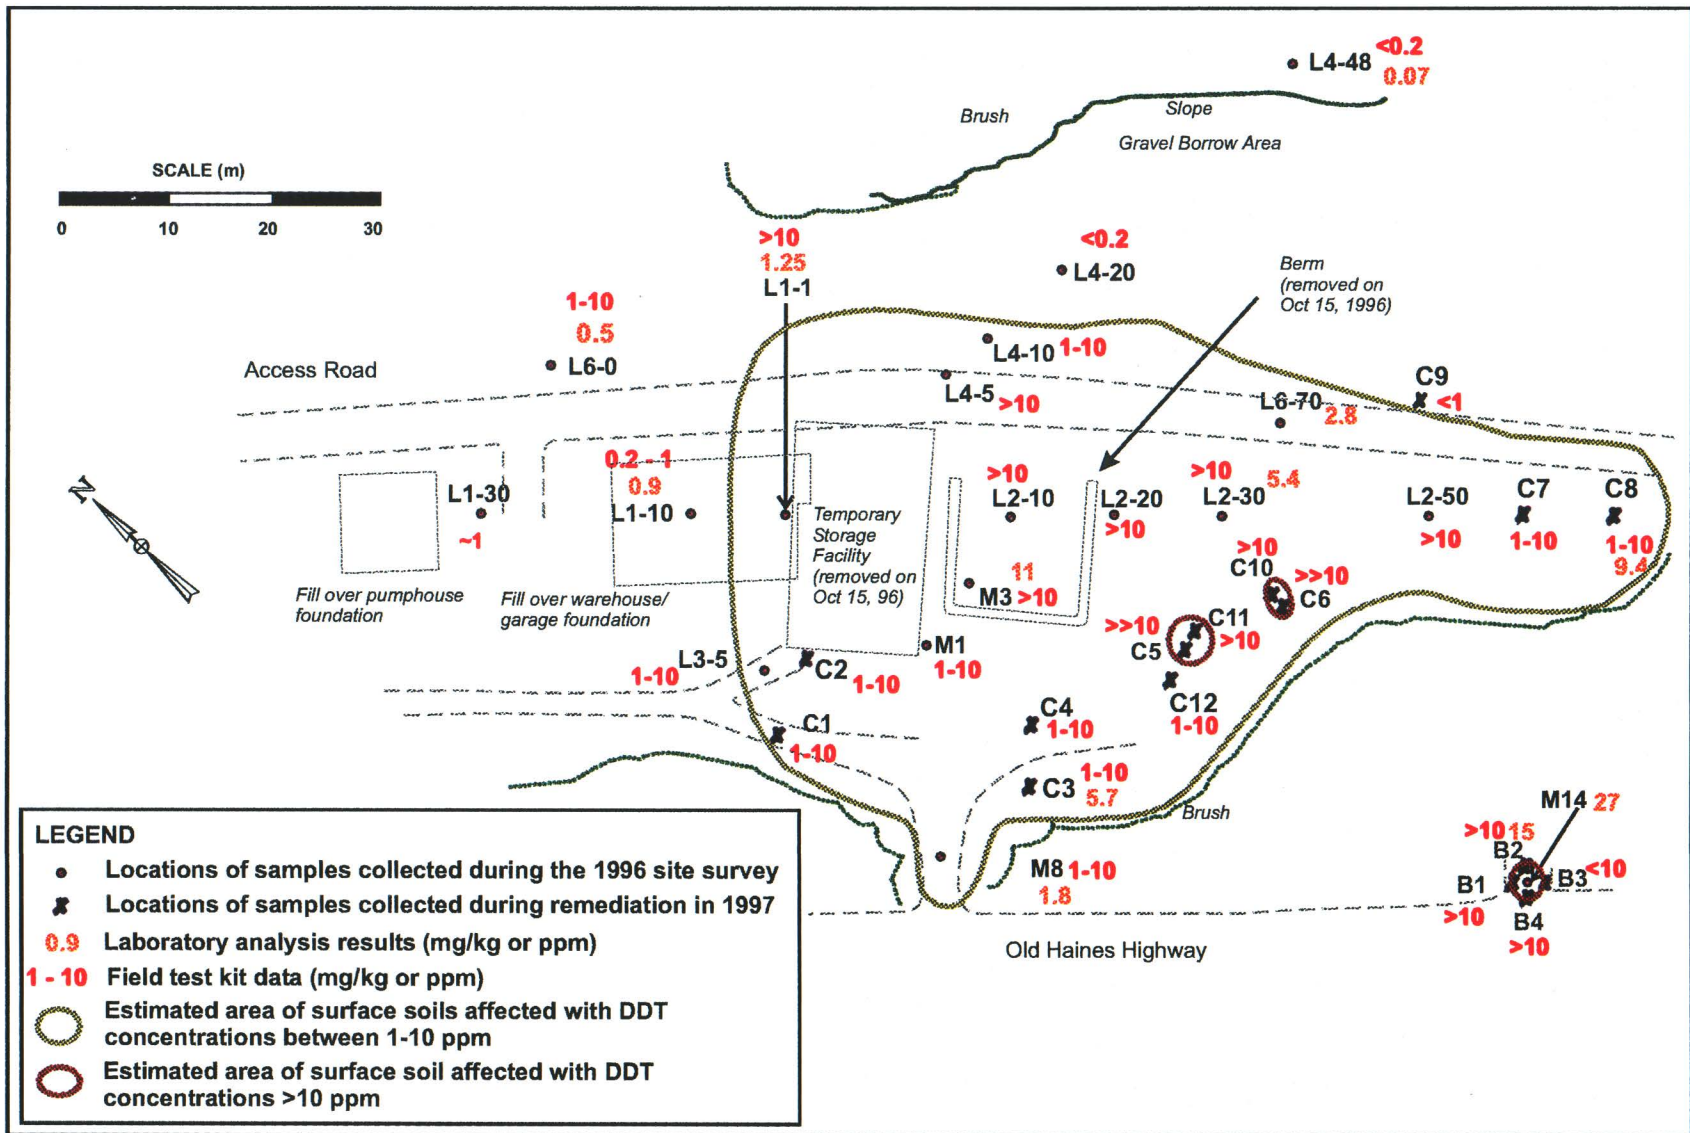 <0.2
L4-48
0.07
Brush
Slope
Gravel Borrow Area
SCALE (m)
0 10 20 30
>10
1.25
L1-1
<0.2
L4-20
Berm
(removed on
Oct 15, 1996)
1-10
0.5
L6-0
Access Road
L4-10 1-10
L4-5 >10
C9
<1
L6-70 2.8
N
0.2 - 1
0.9
L1-10
L1-30
~1
Fill over pumphouse
foundation
Fill over warehouse/
garage foundation
Temporary
Storage
Facility
(removed on
Oct 15, 96)
>10
L2-10
L2-20
>10
>10
5.4
L2-30
L2-50
>10
C7
1-10
C8
1-10
9.4
11
M3 >10
>10
C10
>>10
C6
>>10
C11
>10
C5
C12
1-10
M1
1-10
L3-5
1-10
C2
1-10
C1
1-10
C4
1-10
1-10
C3
5.7
Brush
M8 1-10
1.8
Old Haines Highway
M14 27
>10 15
B2
<10
B3
B1
>10
B4
>10
LEGEND
Locations of samples collected during the 1996 site survey
Locations of samples collected during remediation in 1997
0.9 Laboratory analysis results (mg/kg or ppm)
1 - 10 Field test kit data (mg/kg or ppm)
Estimated area of surface soils affected with DDT
concentrations between 1-10 ppm
Estimated area of surface soil affected with DDT
concentrations >10 ppm